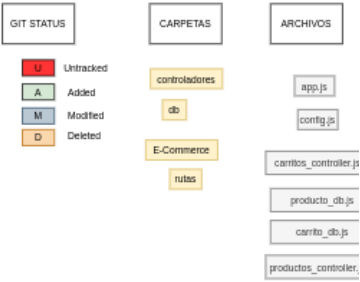 GIT STATUS
CARPETAS
ARCHIVOS
U Untracked
A Added
M Modified
D Deleted
controladores
db
E-Commerce
rutas
app.js
config.js
carritos_controller.js
producto_db.js
carrito_db.js
productos_controller.